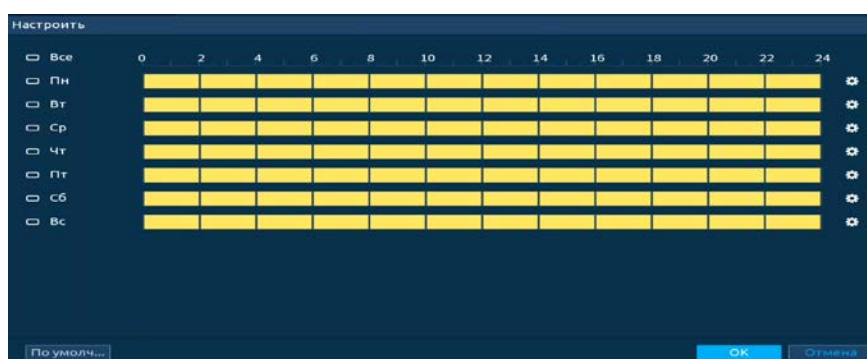 Настроить
Все 0 2 4 6 8 10 12 14 16 18 20 22 24
Пн
Вт
Ср
Чт
Пт
Сб
Вс
По умолч... ОК Отмена